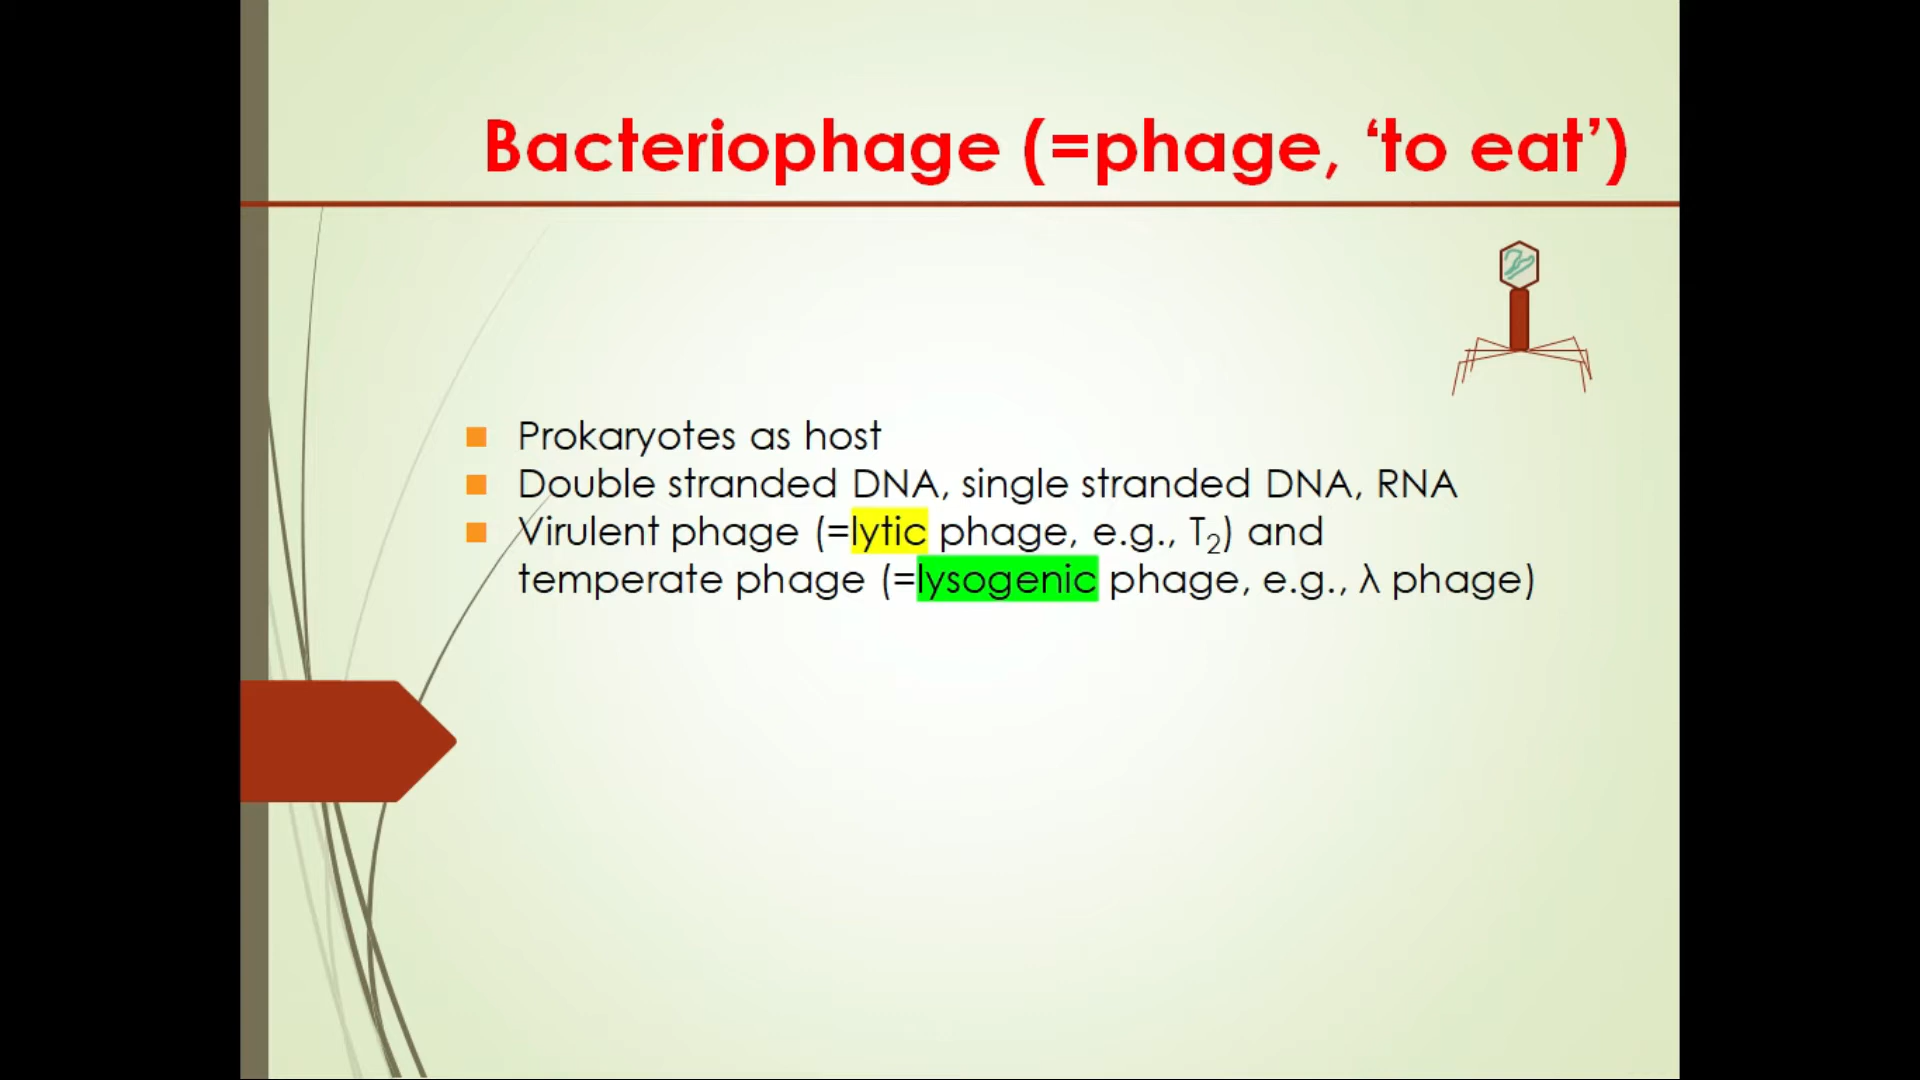 Bacteriophage (=phage, ‘to eat’)
Prokaryotes as host
Double stranded DNA, single stranded DNA, RNA
Virulent phage (=lytic phage, e.g., T₂) and
temperate phage (=lysogenic phage, e.g., λ phage)